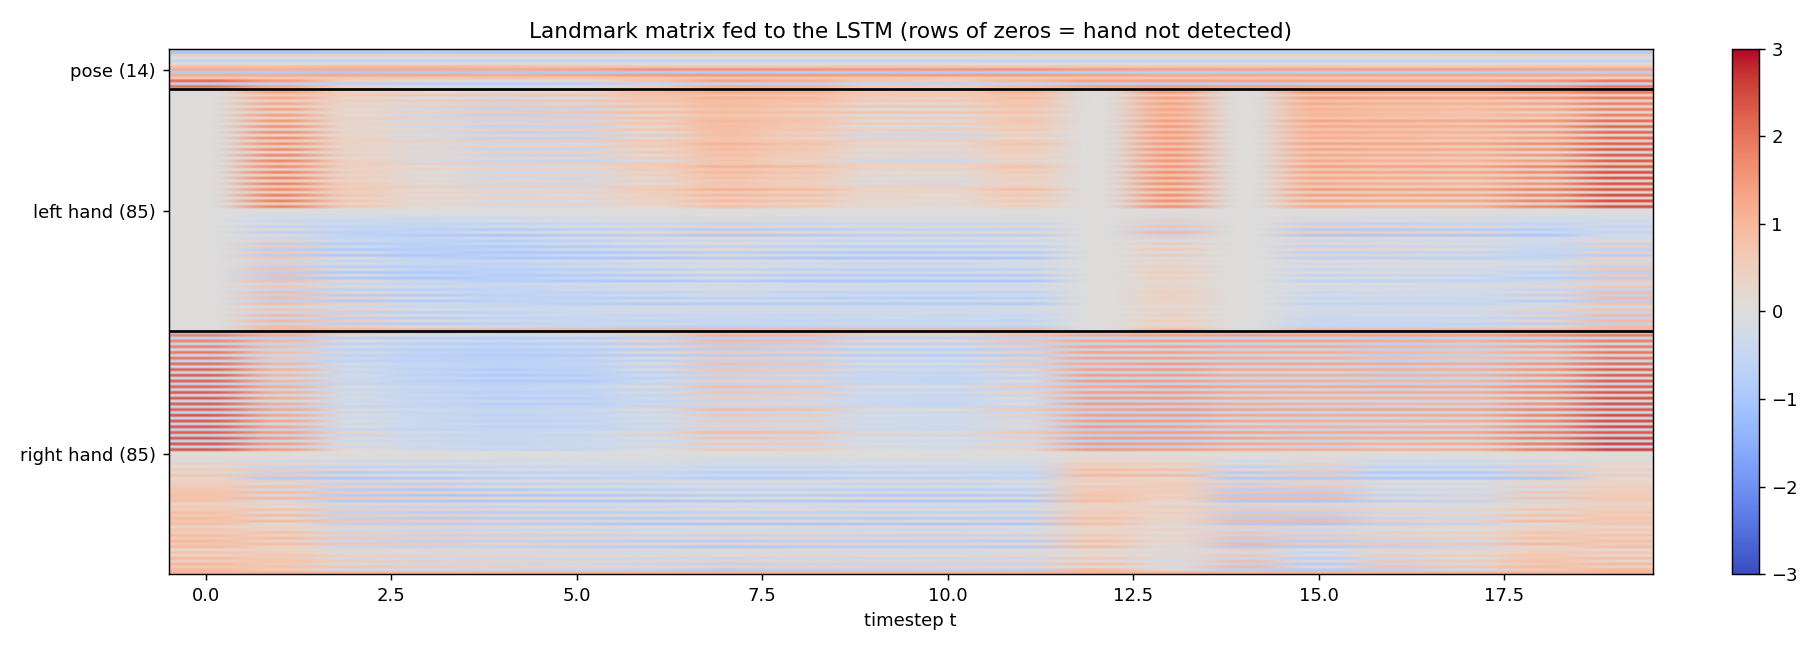 Landmark matrix fed to the LSTM (rows of zeros = hand not detected)
pose (14)
left hand (85)
right hand (85)
0.0 2.5 5.0 7.5 10.0 12.5 15.0 17.5
timestep t
3
2
1
0
−1
−2
−3